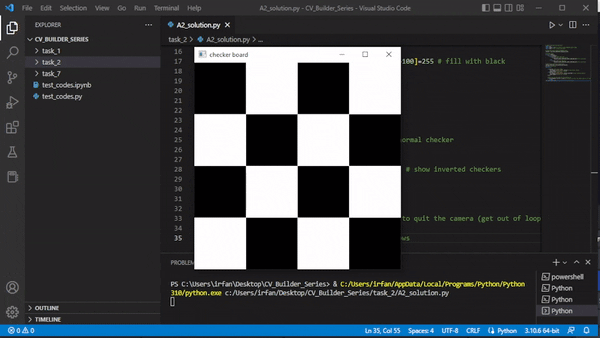 File Edit Selection View Go ··· A2_solution.py - CV_Builder_Series - Visual Studio Code
EXPLORER ···
CV_BUILDER_SERIES
task_1
task_2
task_7
test_codes.ipynb
test_codes.py
OUTLINE
TIMELINE
A2_solution.py ×
task_2 > A2_solution.py > ...
checker board
16
17 100]=255 # fill with black
18
19
20
21
22
23
24
25 ormal checker
26
27
28 # show inverted checkers
29
30
31
32
33 to quit the camera (get out of loop
34
35 ws
PROBLEM
PS C:\Users\irfan\Desktop\CV_Builder_Series> & C:/Users/irfan/AppData/Local/Programs/Python/Python
310/python.exe c:/Users/irfan/Desktop/CV_Builder_Series/task_2/A2_solution.py
powershell
Python
Python
Python
0 0 Ln 35, Col 55 Spaces: 4 UTF-8 CRLF Python 3.10.6 64-bit